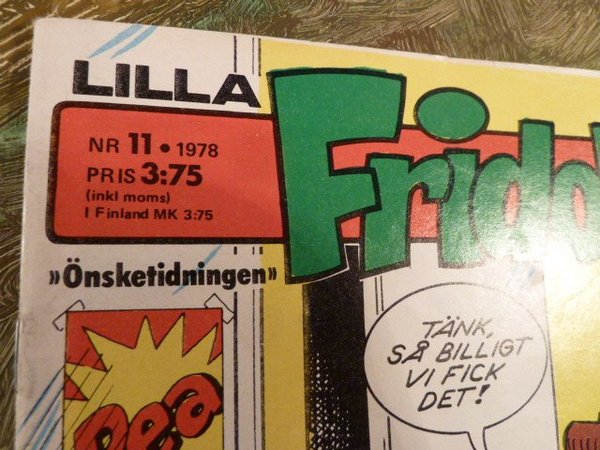 LILLA
NR 11 • 1978
PRIS 3:75
(inkl moms)
I Finland MK 3:75
»Önsketidningen»
TÄNK,
SÅ BILLIGT
VI FICK
DET!
Rea